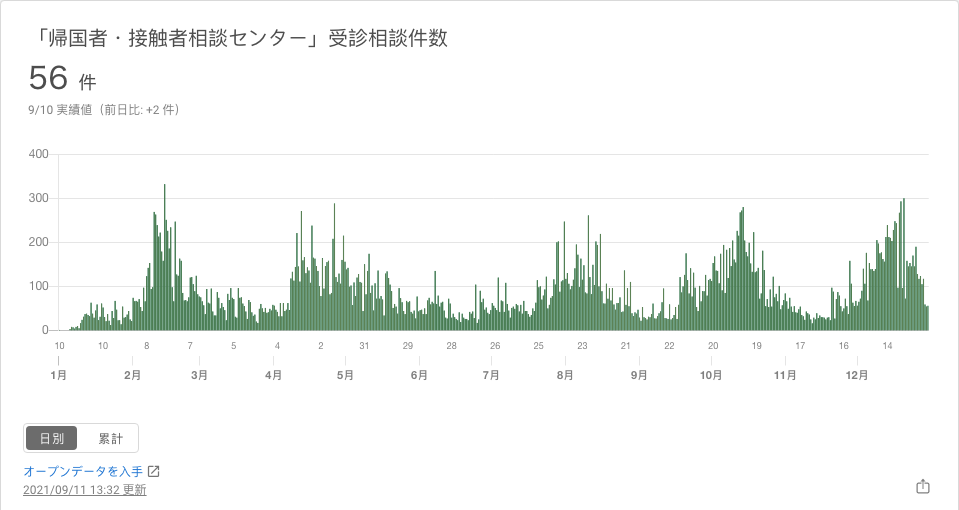 「帰国者・接触者相談センター」受診相談件数
56 件
9/10 実績値（前日比: +2 件）
400
300
200
100
0
10 10 8 7 5 4 2 31 29 28 26 25 23 21 22 20 19 17 16 14
1月 2月 3月 4月 5月 6月 7月 8月 9月 10月 11月 12月
日別 累計
オープンデータを入手
2021/09/11 13:32 更新